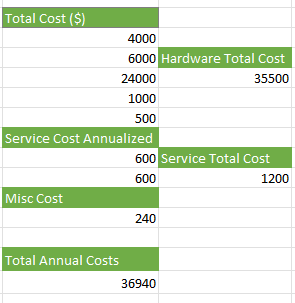 Total Cost ($)
4000
6000 Hardware Total Cost
24000 35500
1000
500
Service Cost Annualized
600 Service Total Cost
600 1200
Misc Cost
240
Total Annual Costs
36940